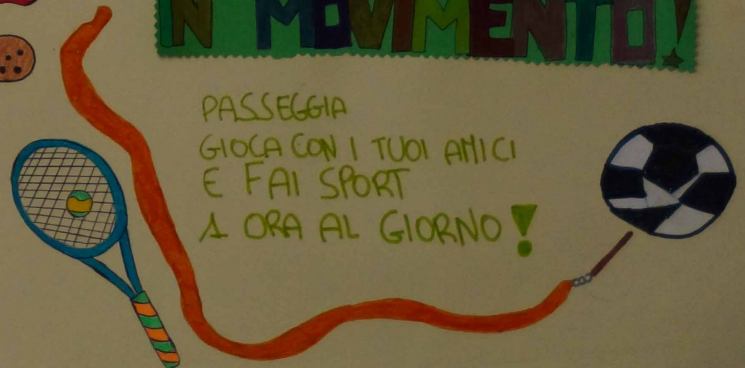 N MOVIMENTO!
PASSEGGIA
GIOCA CON I TUOI AMICI
E FAI SPORT
1 ORA AL GIORNO!